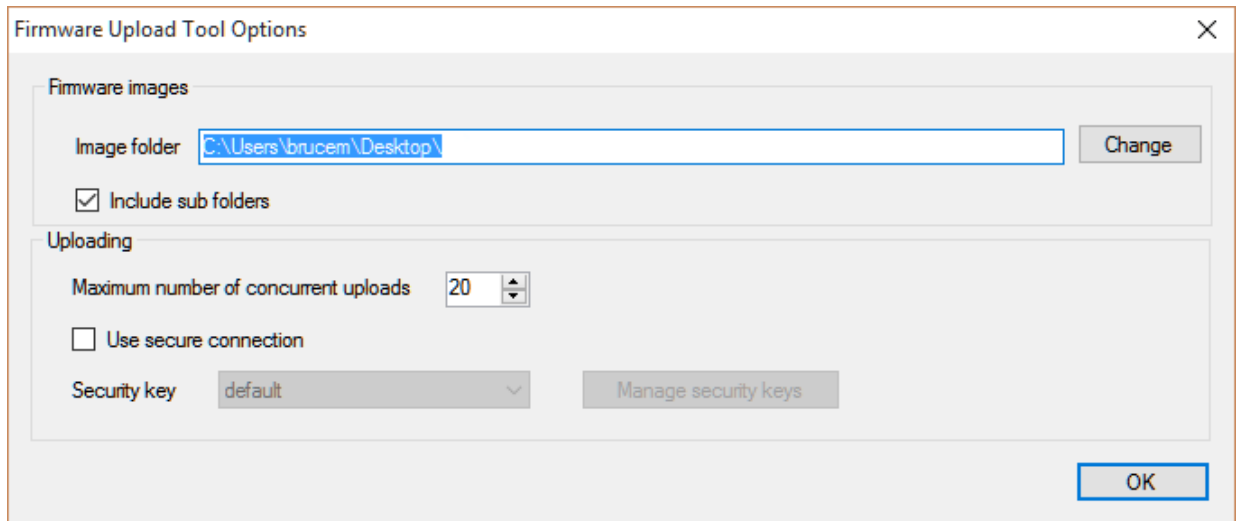 Firmware Upload Tool Options
Firmware images
Image folder C:\Users\brucem\Desktop\ Change
Include sub folders
Uploading
Maximum number of concurrent uploads 20
Use secure connection
Security key default Manage security keys
OK